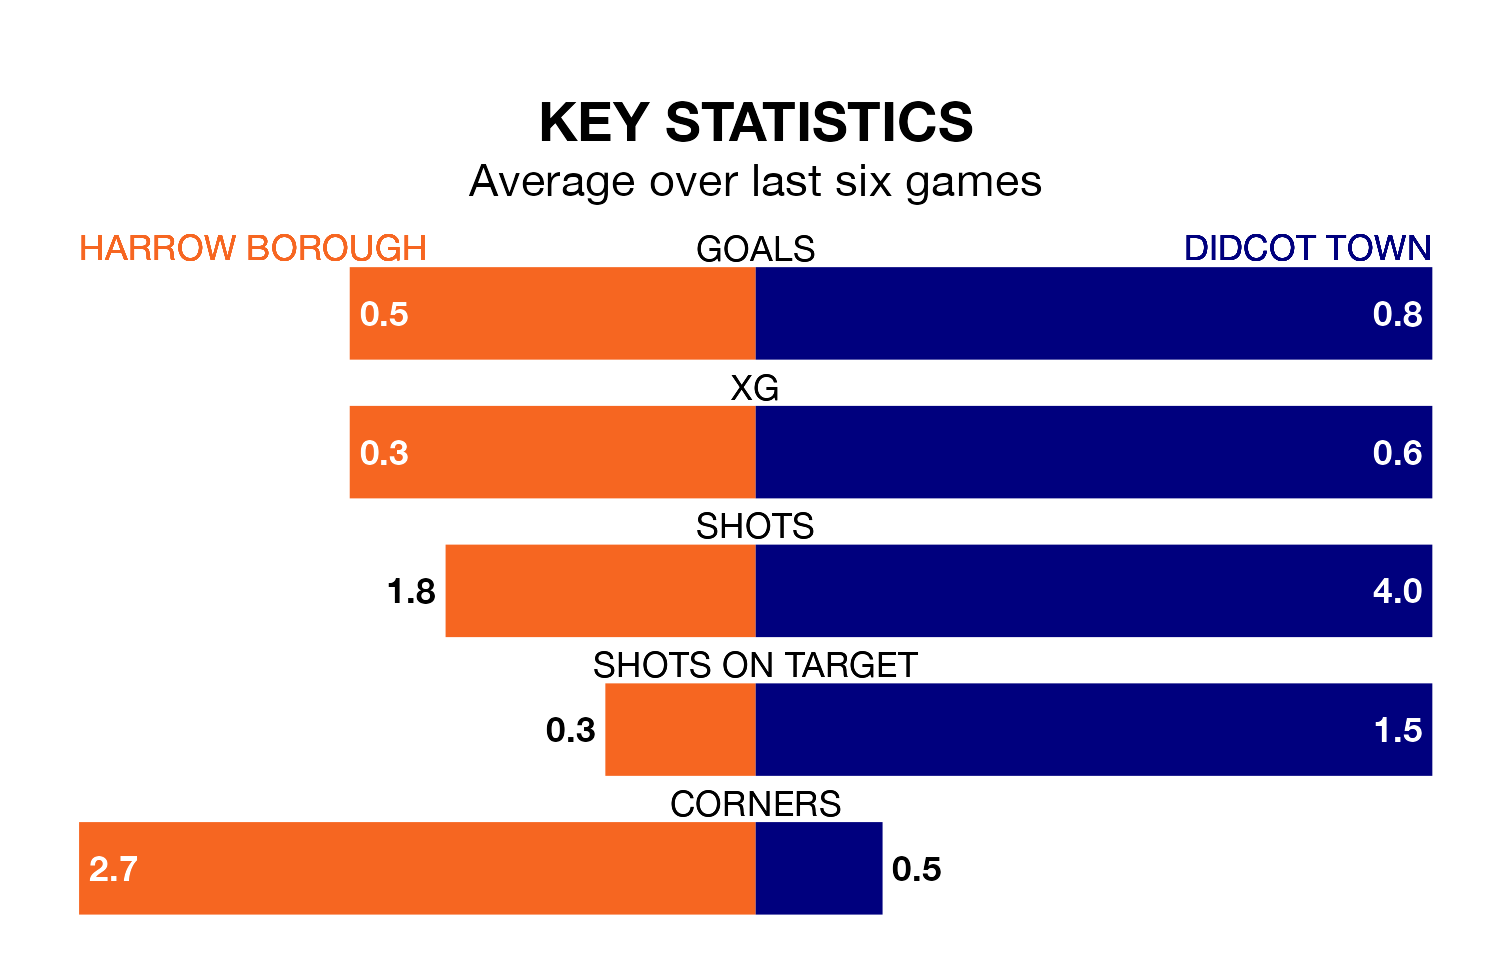 KEY STATISTICS
Average over last six games
HARROW BOROUGH GOALS DIDCOT TOWN
0.5 0.8
XG
0.3 0.6
SHOTS
1.8 4.0
SHOTS ON TARGET
0.3 1.5
CORNERS
2.7 0.5